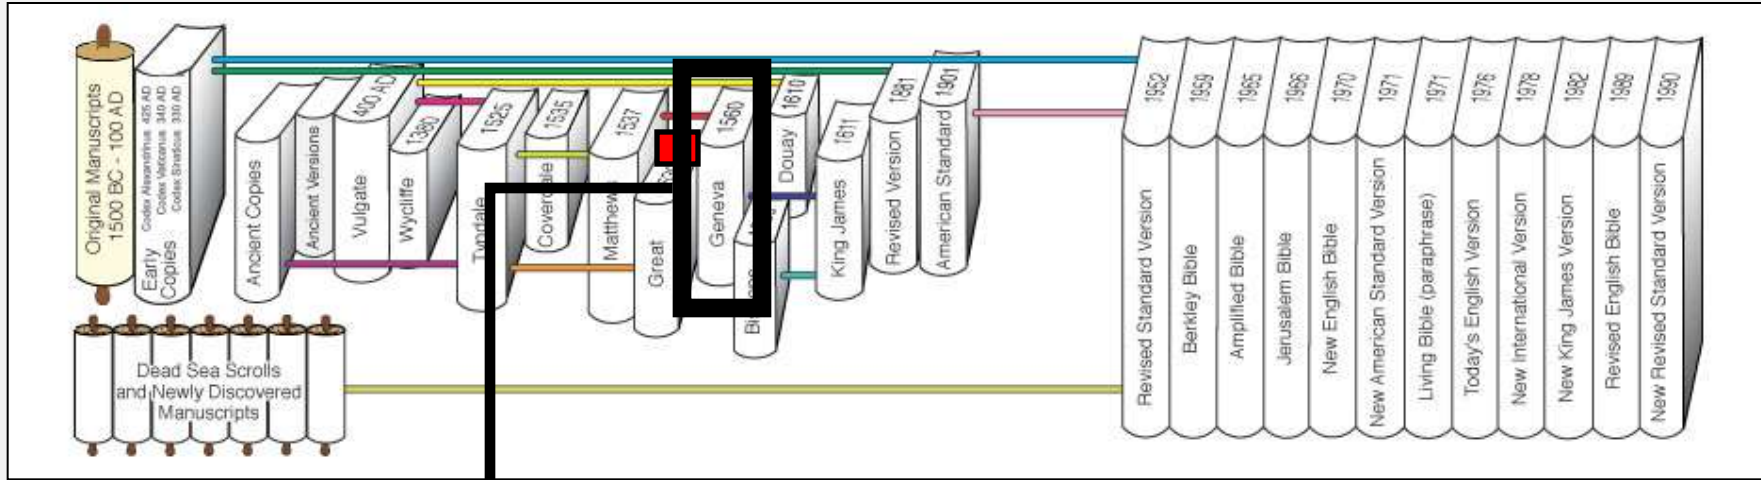 Original Manuscripts
1500 BC - 100 AD
Codex Alexandrinus 425 AD
Codex Vaticanus 340 AD
Codex Sinaiticus 330 AD
Early
Copies
Ancient Copies
Ancient Versions
400 AD
Vulgate
1380
Wycliffe
1525
Tyndale
1535
Coverdale
1537
Matthews
Great
1560
Geneva
1610
Douay
1611
King James
1881
Revised Version
1901
American Standard
1952
Revised Standard Version
1959
Berkley Bible
1965
Amplified Bible
1966
Jerusalem Bible
1970
New English Bible
1971
New American Standard Version
1971
Living Bible (paraphrase)
1976
Today's English Version
1978
New International Version
1982
New King James Version
1989
Revised English Bible
1990
New Revised Standard Version
Dead Sea Scrolls
and Newly Discovered
Manuscripts